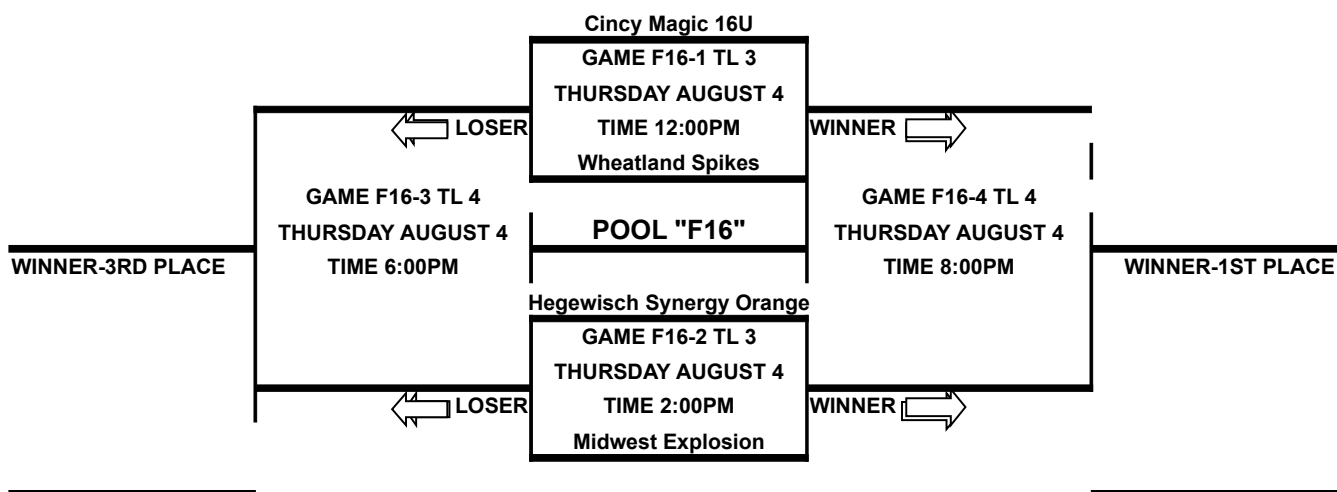 Cincy Magic 16U
GAME F16-1 TL 3
THURSDAY AUGUST 4
TIME 12:00PM
LOSER
WINNER
Wheatland Spikes
GAME F16-3 TL 4
THURSDAY AUGUST 4
TIME 6:00PM
WINNER-3RD PLACE
POOL "F16"
GAME F16-4 TL 4
THURSDAY AUGUST 4
TIME 8:00PM
WINNER-1ST PLACE
Hegewisch Synergy Orange
GAME F16-2 TL 3
THURSDAY AUGUST 4
TIME 2:00PM
LOSER
WINNER
Midwest Explosion